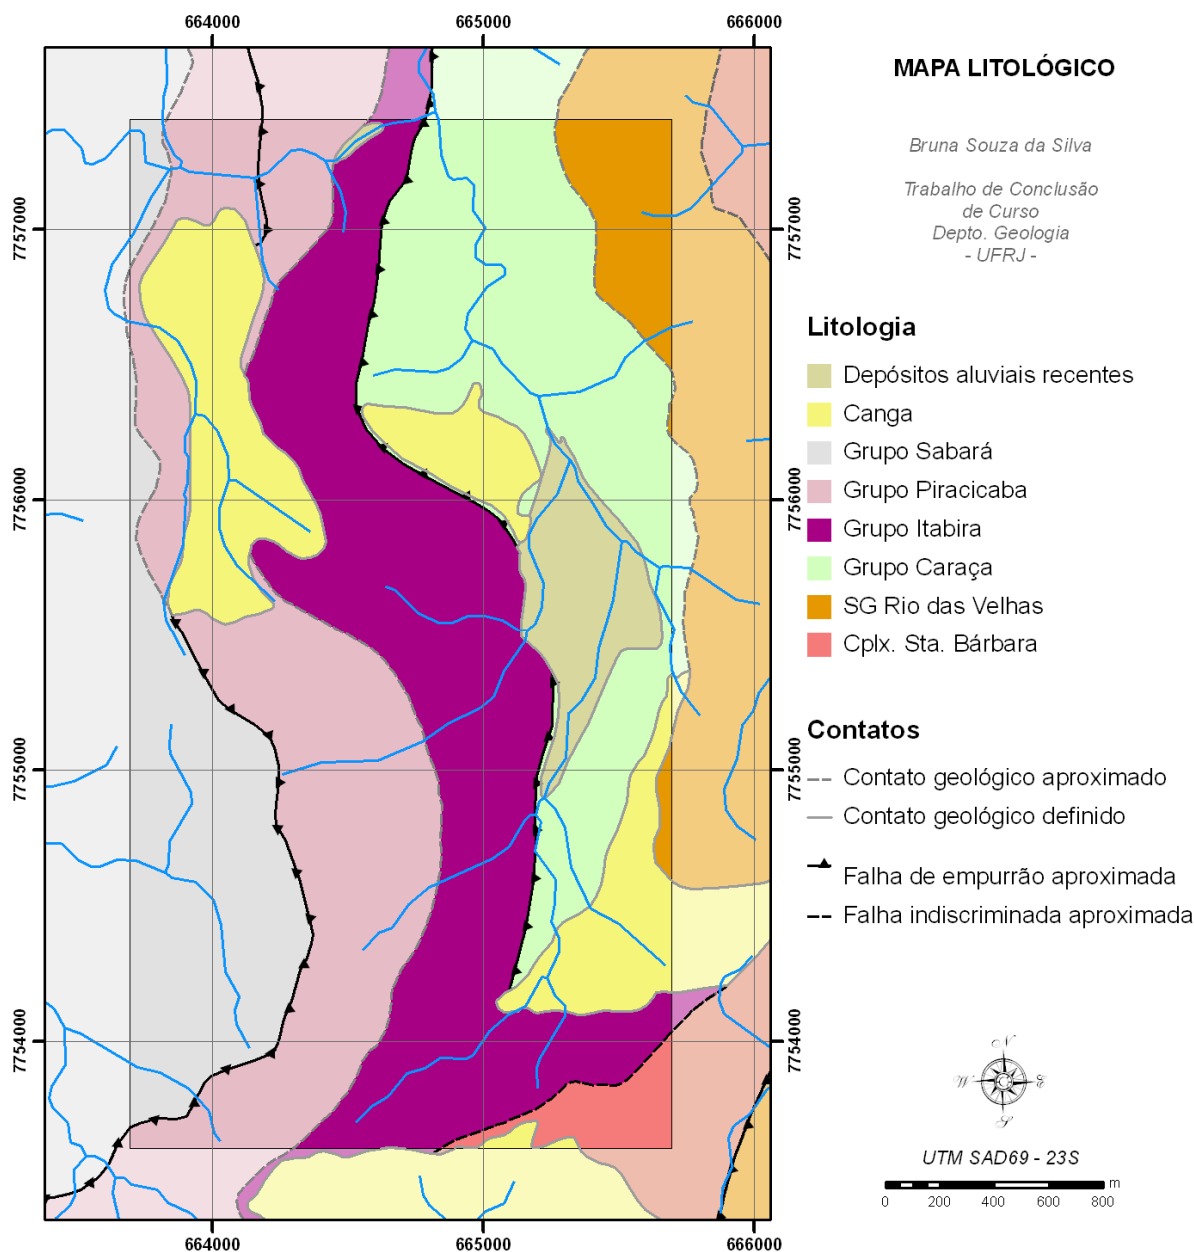 664000
665000
666000
7757000
7756000
7755000
7754000
7757000
7756000
7755000
7754000
664000
665000
666000
MAPA LITOLÓGICO
Bruna Souza da Silva
Trabalho de Conclusão
de Curso
Depto. Geologia
- UFRJ -
Litologia
Depósitos aluviais recentes
Canga
Grupo Sabará
Grupo Piracicaba
Grupo Itabira
Grupo Caraça
SG Rio das Velhas
Cplx. Sta. Bárbara
Contatos
Contato geológico aproximado
Contato geológico definido
Falha de empurrão aproximada
Falha indiscriminada aproximada
N
W
E
S
UTM SAD69 - 23S
0 200 400 600 800 m